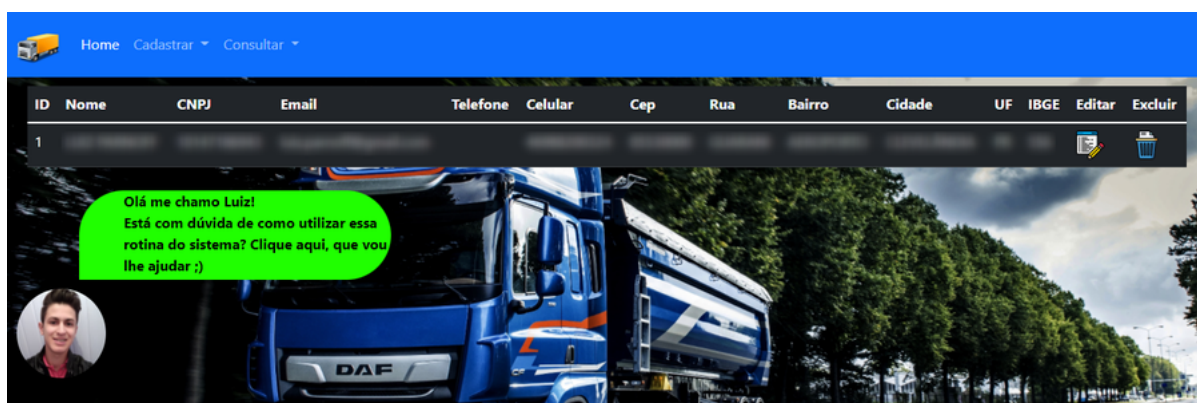 Home Cadastrar Consultar
ID Nome CNPJ Email Telefone Celular Cep Rua Bairro Cidade UF IBGE Editar Excluir
1
Olá me chamo Luiz!
Está com dúvida de como utilizar essa
rotina do sistema? Clique aqui, que vou
lhe ajudar ;)
DAF